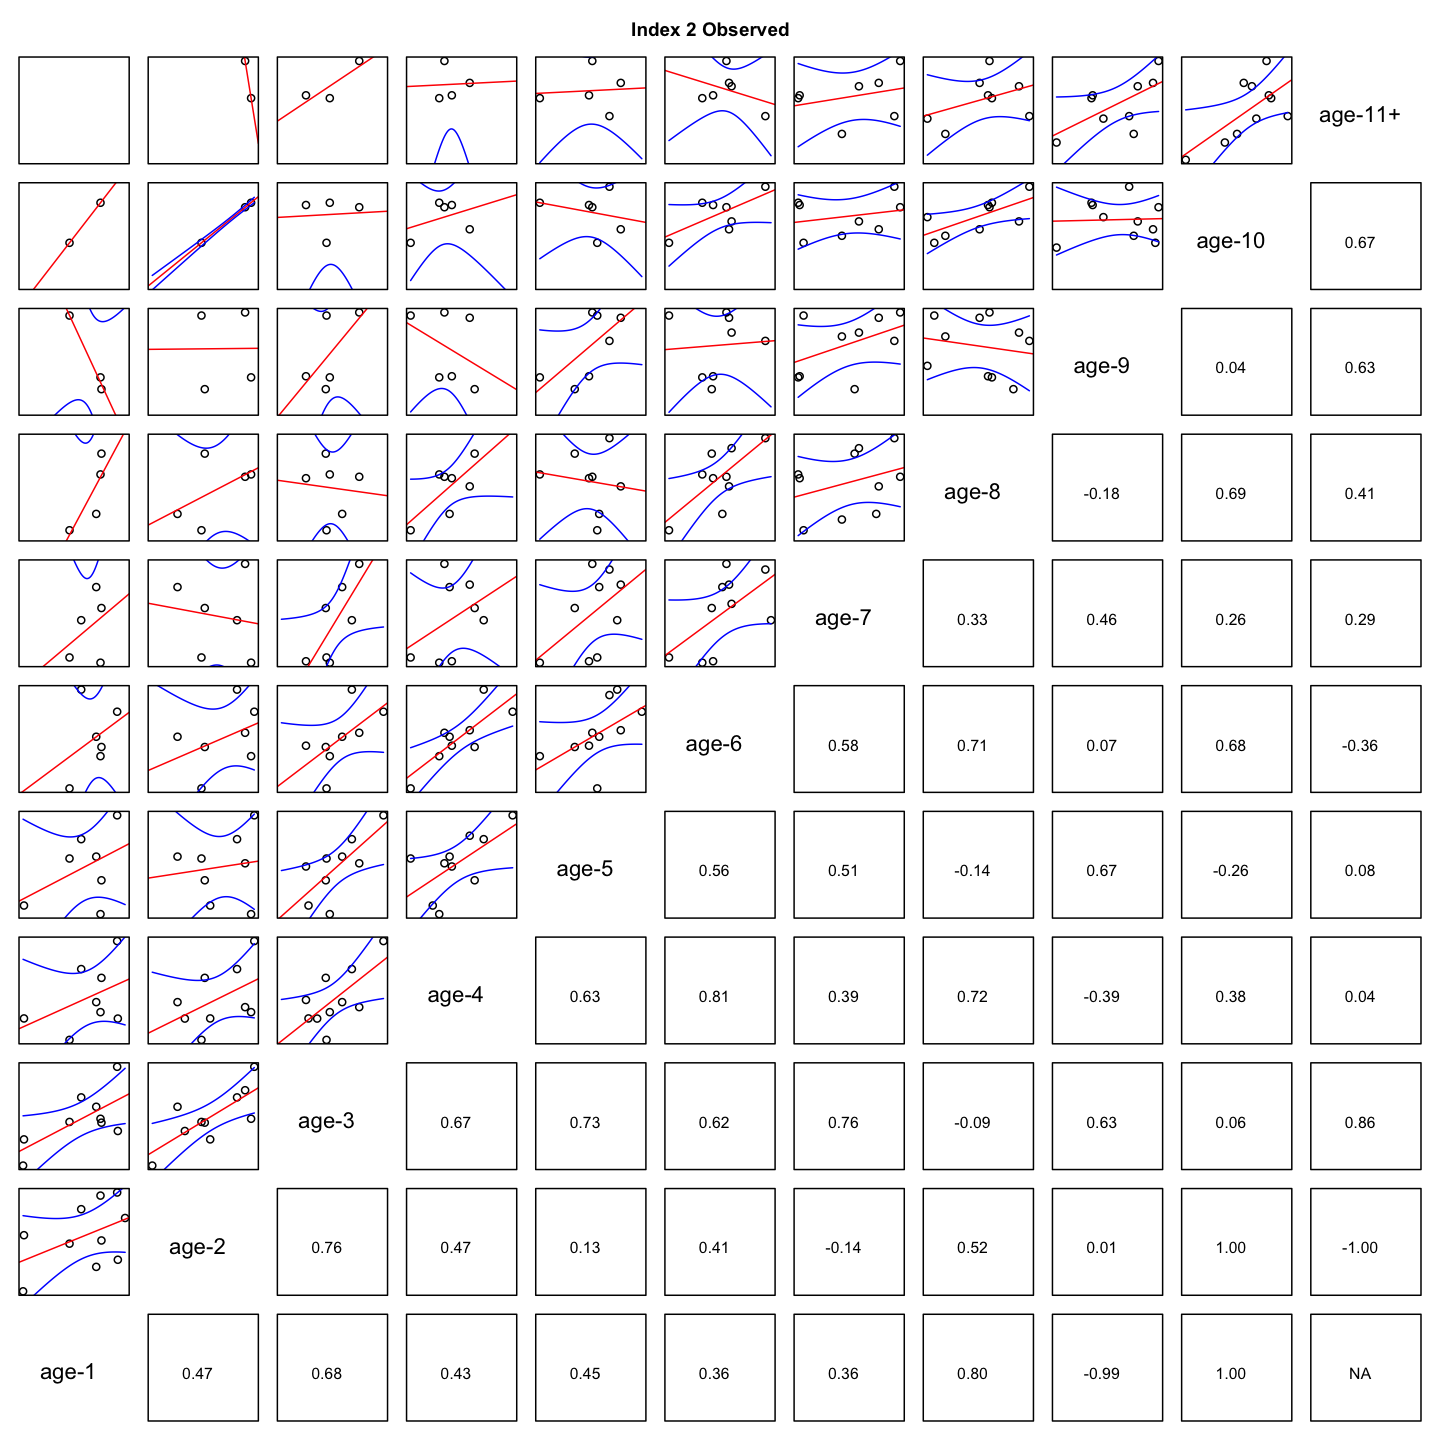 Index 2 Observed
age-11+
age-10 0.67
age-9 0.04 0.63
age-8 -0.18 0.69 0.41
age-7 0.33 0.46 0.26 0.29
age-6 0.58 0.71 0.07 0.68 -0.36
age-5 0.56 0.51 -0.14 0.67 -0.26 0.08
age-4 0.63 0.81 0.39 0.72 -0.39 0.38 0.04
age-3 0.67 0.73 0.62 0.76 -0.09 0.63 0.06 0.86
age-2 0.76 0.47 0.13 0.41 -0.14 0.52 0.01 1.00 -1.00
age-1 0.47 0.68 0.43 0.45 0.36 0.36 0.80 -0.99 1.00 NA